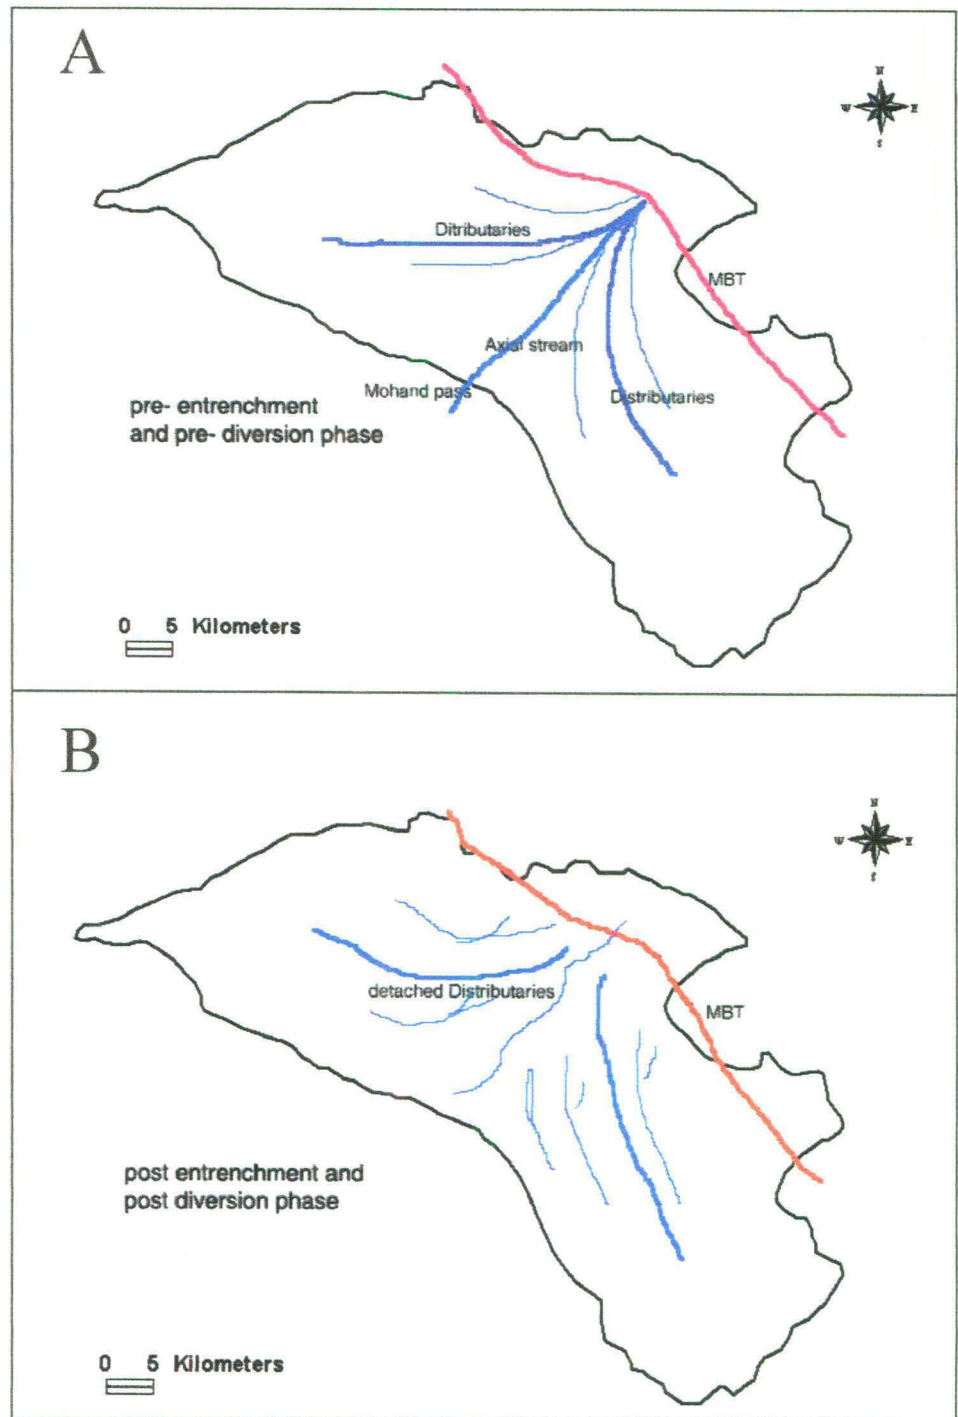 A
N
W E
S
Ditributaries
MBT
Axial stream
Mohand pass
Distributaries
pre- entrenchment
and pre- diversion phase
0 5 Kilometers
B
N
W E
S
detached Distributaries
MBT
post entrenchment and
post diversion phase
0 5 Kilometers